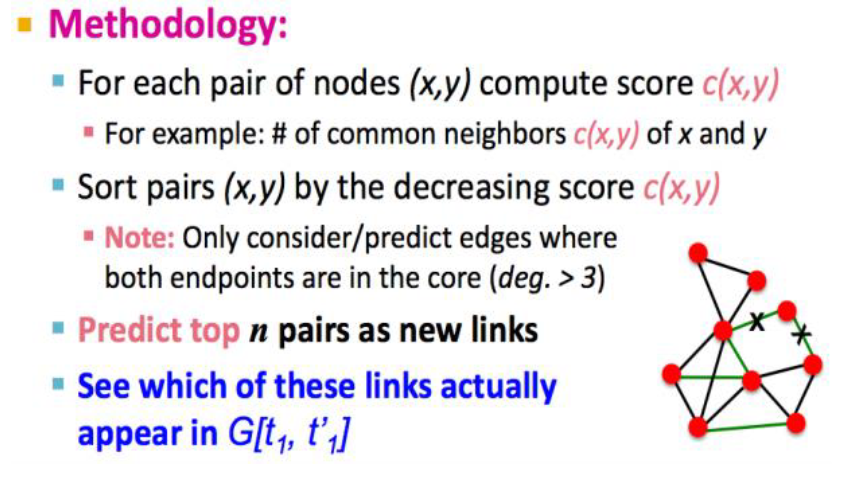 Methodology:
For each pair of nodes (x,y) compute score c(x,y)
For example: # of common neighbors c(x,y) of x and y
Sort pairs (x,y) by the decreasing score c(x,y)
Note: Only consider/predict edges where
both endpoints are in the core (deg. > 3)
Predict top n pairs as new links
X
X
See which of these links actually
appear in G[t₁, t'₁]